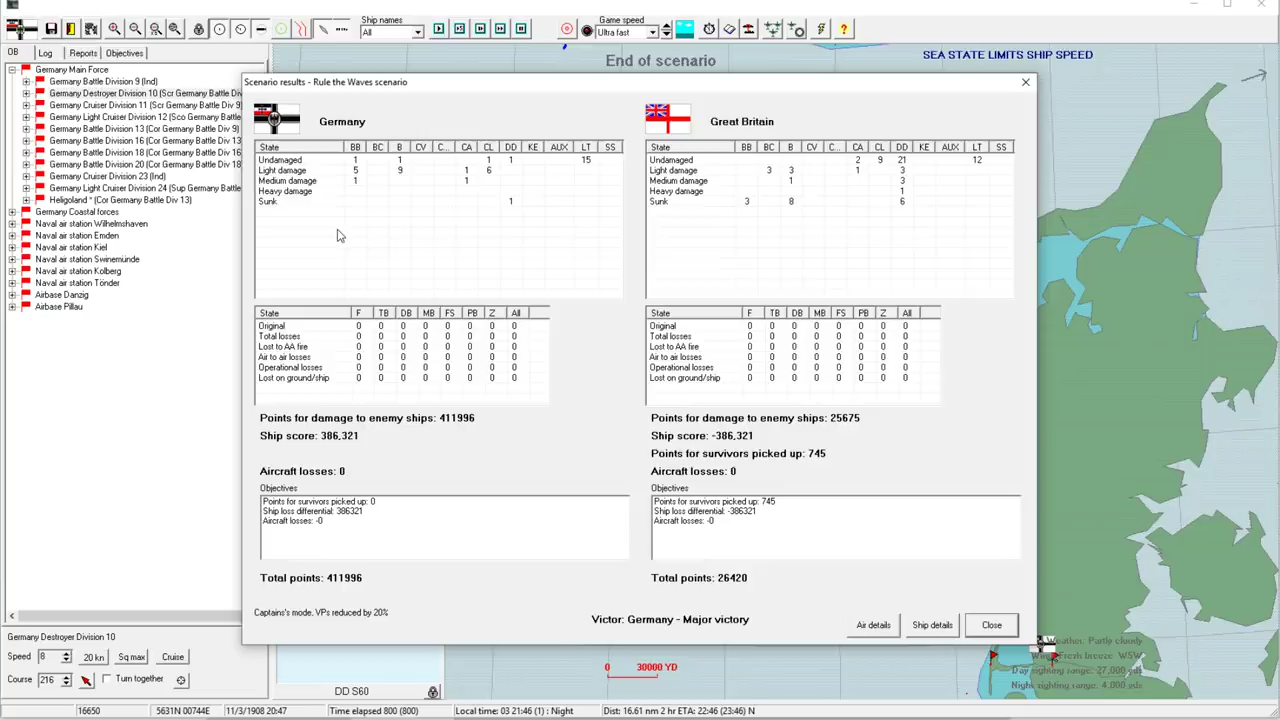 Ship names
All
Game speed
Ultra fast
OB Log Reports Objectives
End of scenario
SEA STATE LIMITS SHIP SPEED
Germany Main Force
Germany Battle Division 9 (Ind)
Germany Destroyer Division 10 (Scr Germany Battle Div
Germany Cruiser Division 11 (Scr Germany Div 9
Germany Light Cruiser Division 12 (Sco Germany Ba
Germany Battle Division 13 (Cor Germany Div 9)
Germany Battle Division 16 (Cor Germany Div 13
Germany Battle Division 18 (Cor Germany Div 16)
Germany Battle Division 20 (Cor Germany Div 18
Germany Cruiser Division 23 (Ind)
Germany Light Cruiser Division 24 (Sup Germany Ba
Heligoland * (Cor Germany Battle Div 13)
Germany Coastal forces
Naval air station Wilhelmshaven
Naval air station Emden
Naval air station Kiel
Naval air station Swinemünde
Naval air station Kolberg
Naval air station Tönder
Airbase Danzig
Airbase Pillau
Scenario results - Rule the Waves scenario
Germany
State BB BC B CV C... CA CL DD KE AUX LT SS
Undamaged 1 1 1 1 15
Light damage 5 9 1 6
Medium damage 1 1
Heavy damage
Sunk 1
State F TB DB MB FS PB Z All
Original 0 0 0 0 0 0 0 0
Total losses 0 0 0 0 0 0 0 0
Lost to AA fire 0 0 0 0 0 0 0 0
Air to air losses 0 0 0 0 0 0 0 0
Operational losses 0 0 0 0 0 0 0 0
Lost on ground/ship 0 0 0 0 0 0 0 0
Points for damage to enemy ships: 411996
Ship score: 386,321
Aircraft losses: 0
Objectives
Points for survivors picked up: 0
Ship loss differential: 386321
Aircraft losses: -0
Total points: 411996
Great Britain
State BB BC B CV C... CA CL DD KE AUX LT SS
Undamaged 2 9 21 12
Light damage 3 3 1 3
Medium damage 1 3
Heavy damage 1
Sunk 3 8 6
State F TB DB MB FS PB Z All
Original 0 0 0 0 0 0 0 0
Total losses 0 0 0 0 0 0 0 0
Lost to AA fire 0 0 0 0 0 0 0 0
Air to air losses 0 0 0 0 0 0 0 0
Operational losses 0 0 0 0 0 0 0 0
Lost on ground/ship 0 0 0 0 0 0 0 0
Points for damage to enemy ships: 25675
Ship score: -386,321
Points for survivors picked up: 745
Aircraft losses: 0
Objectives
Points for survivors picked up: 745
Ship loss differential: -386321
Aircraft losses: -0
Total points: 26420
Captains's mode. VPs reduced by 20%
Victor: Germany - Major victory
Air details Ship details Close
Germany Destroyer Division 10
Speed 8 20 kn Sq max Cruise
Course 216 Turn together
DD S60
0 30000 YD
Weather: Partly cloudy
Wind: Fresh breeze WSW
Day sighting range: 27,000 yds
Night sighting range: 4,000 yds
16650 5631N 00744E 11/3/1908 20:47 Time elapsed 800 (800) Local time: 03 21:46 (1) : Night Dist: 16.61 nm 2 hr ETA: 22:46 (23:46) N